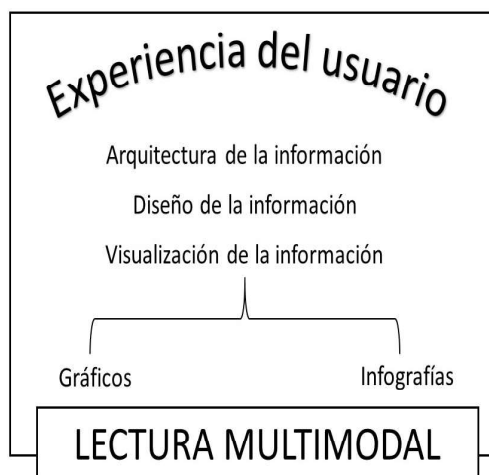 Experiencia del usuario
Arquitectura de la información
Diseño de la información
Visualización de la información
Gráficos
Infografías
LECTURA MULTIMODAL